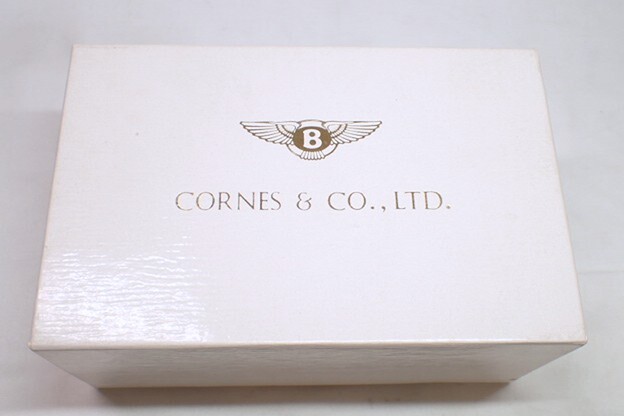 B
CORNES & CO., LTD.